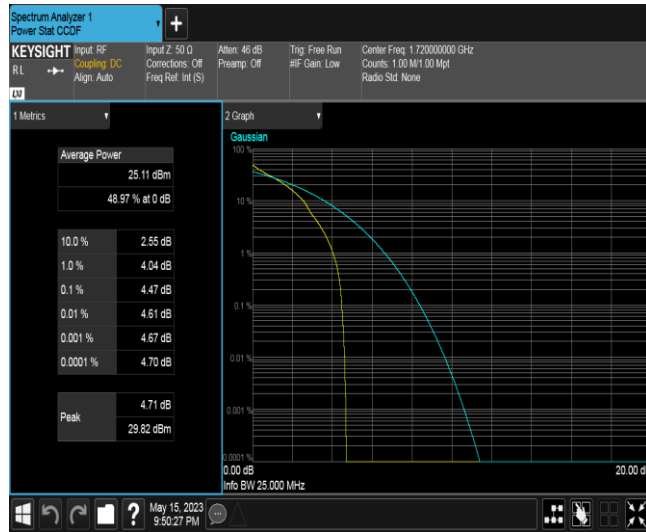 Spectrum Analyzer 1
Power Stat CCDF
+
KEYSIGHT
Input: RF
Coupling: DC
Align: Auto
Input Z: 50 Ω
Corrections: Off
Freq Ref: Int (S)
Atten: 46 dB
Preamp: Off
Trig: Free Run
#IF Gain: Low
Center Freq: 1.720000000 GHz
Counts: 1.00 M/1.00 Mpt
Radio Std: None
R L
LXI
1 Metrics
Average Power
25.11 dBm
48.97 % at 0 dB
10.0 % 2.55 dB
1.0 % 4.04 dB
0.1 % 4.47 dB
0.01 % 4.61 dB
0.001 % 4.67 dB
0.0001 % 4.70 dB
Peak
4.71 dB
29.82 dBm
2 Graph
Gaussian
100 %
10 %
1 %
0.1 %
0.01 %
0.001 %
0.0001 %
0.00 dB
20.00 d
Info BW 25.000 MHz
?
May 15, 2023
9:50:27 PM